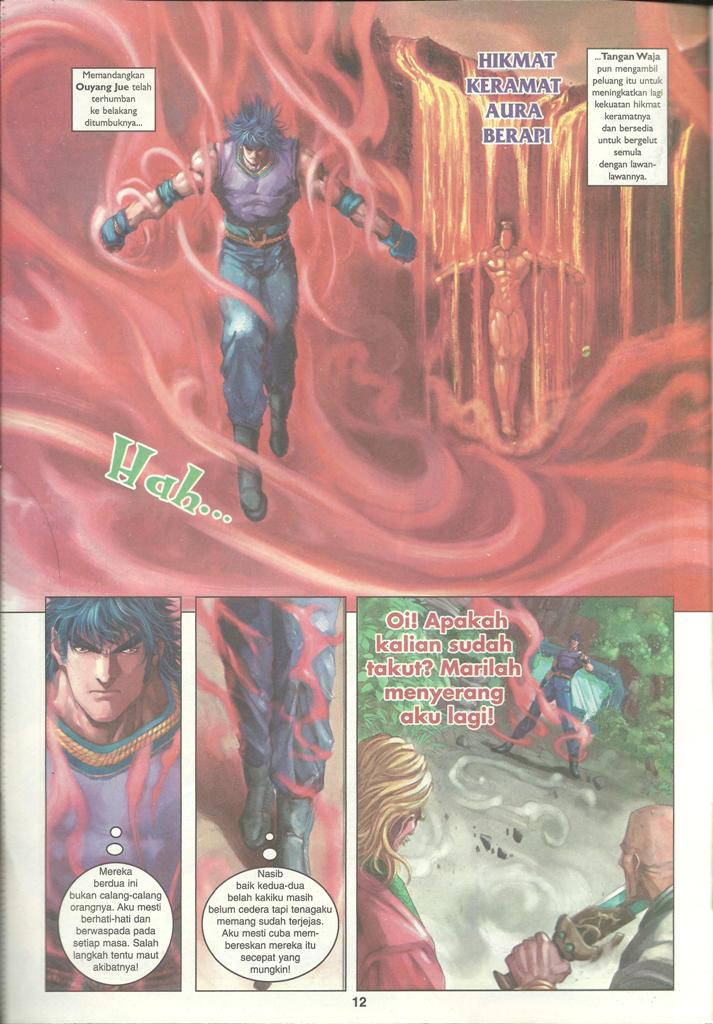 Memandangkan
Ouyang Jue telah
terhumban
ke belakang
ditumbuknya...
HIKMAT
KERAMAT
AURA
BERAPI
...Tangan Waja
pun mengambil
peluang itu untuk
meningkatkan lagi
kekuatan hikmat
keramatnya
dan bersedia
untuk bergelut
semula
dengan lawan-
lawannya.
Hah...
Mereka
berdua ini
bukan calang-calang
orangnya. Aku mesti
berhati-hati dan
berwaspada pada
setiap masa. Salah
langkah tentu maut
akibatnya!
Nasib
baik kedua-dua
belah kakiku masih
belum cedera tapi tenagaku
memang sudah terjejas.
Aku mesti cuba mem-
bereskan mereka itu
secepat yang
mungkin!
Oi! Apakah
kalian sudah
takut? Marilah
menyerang
aku lagi!
12